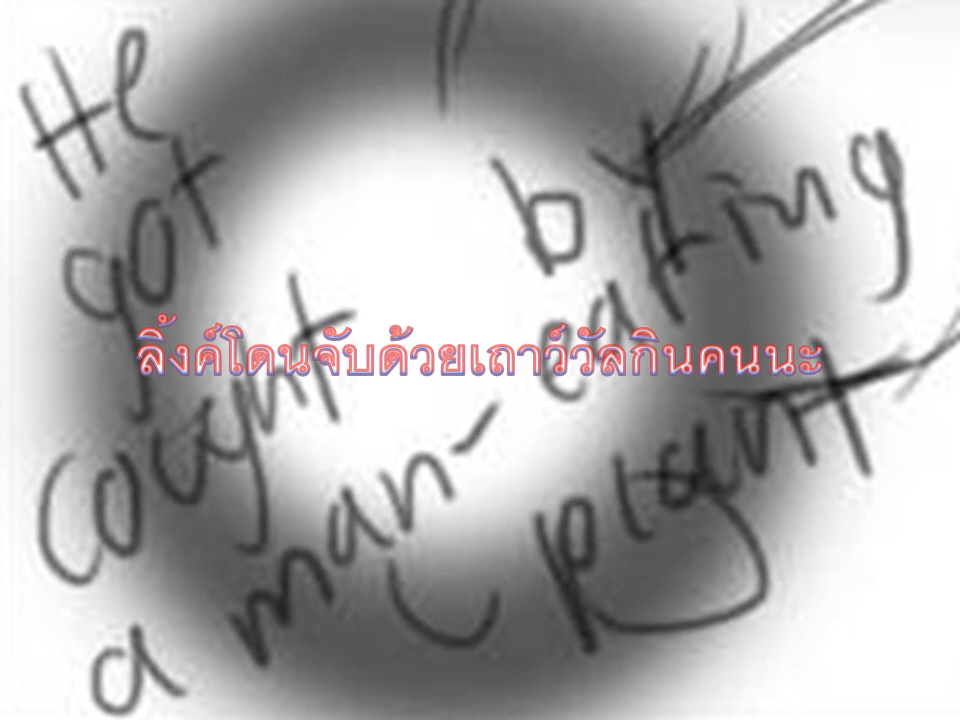 He
got
caught by
a man-eating
plant
ลิ้งค์โดนจับด้วยเถาว์วัลกินคนนะ